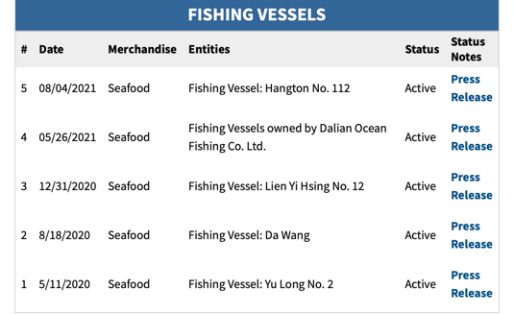 FISHING VESSELS
# Date Merchandise Entities Status Status
Notes
5 08/04/2021 Seafood Fishing Vessel: Hangton No. 112 Active Press
Release
4 05/26/2021 Seafood Fishing Vessels owned by Dalian Ocean
Fishing Co. Ltd. Active Press
Release
3 12/31/2020 Seafood Fishing Vessel: Lien Yi Hsing No. 12 Active Press
Release
2 8/18/2020 Seafood Fishing Vessel: Da Wang Active Press
Release
1 5/11/2020 Seafood Fishing Vessel: Yu Long No. 2 Active Press
Release